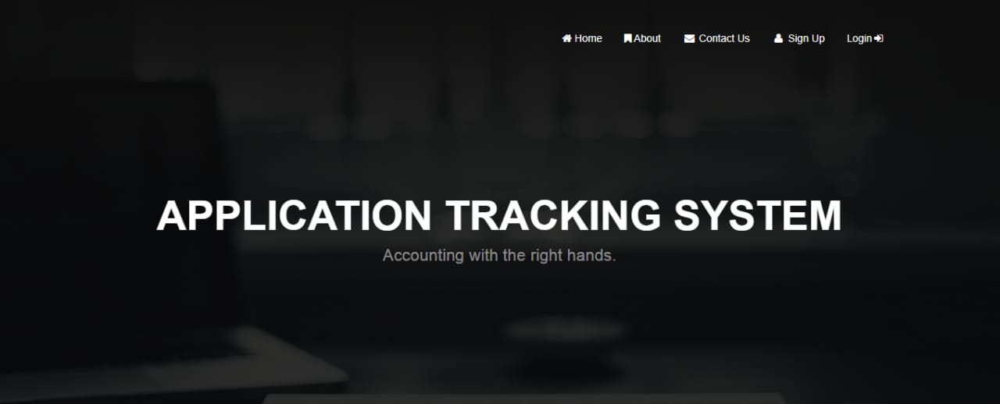 Home About Contact Us Sign Up Login
APPLICATION TRACKING SYSTEM
Accounting with the right hands.